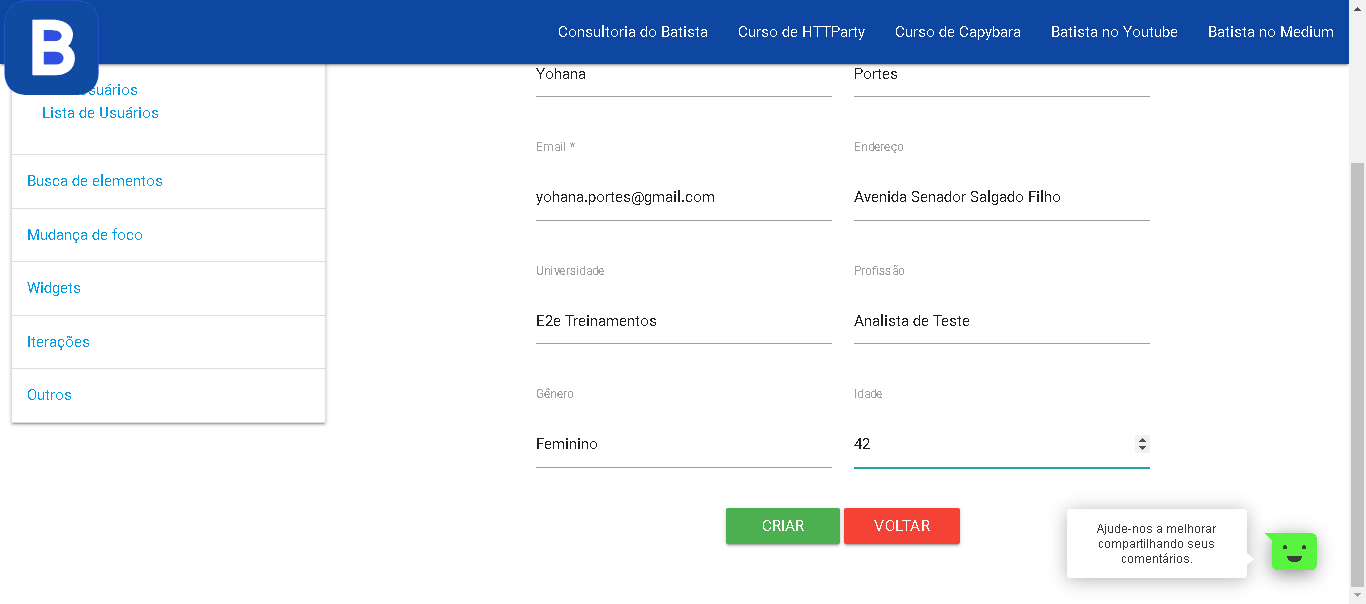 B
Consultoria do Batista
Curso de HTTParty
Curso de Capybara
Batista no Youtube
Batista no Medium
suários
Lista de Usuários
Busca de elementos
Mudança de foco
Widgets
Iterações
Outros
Yohana
Portes
Email *
Endereço
yohana.portes@gmail.com
Avenida Senador Salgado Filho
Universidade
Profissão
E2e Treinamentos
Analista de Teste
Gênero
Idade
Feminino
42
CRIAR
VOLTAR
Ajude-nos a melhorar
compartilhando seus
comentários.